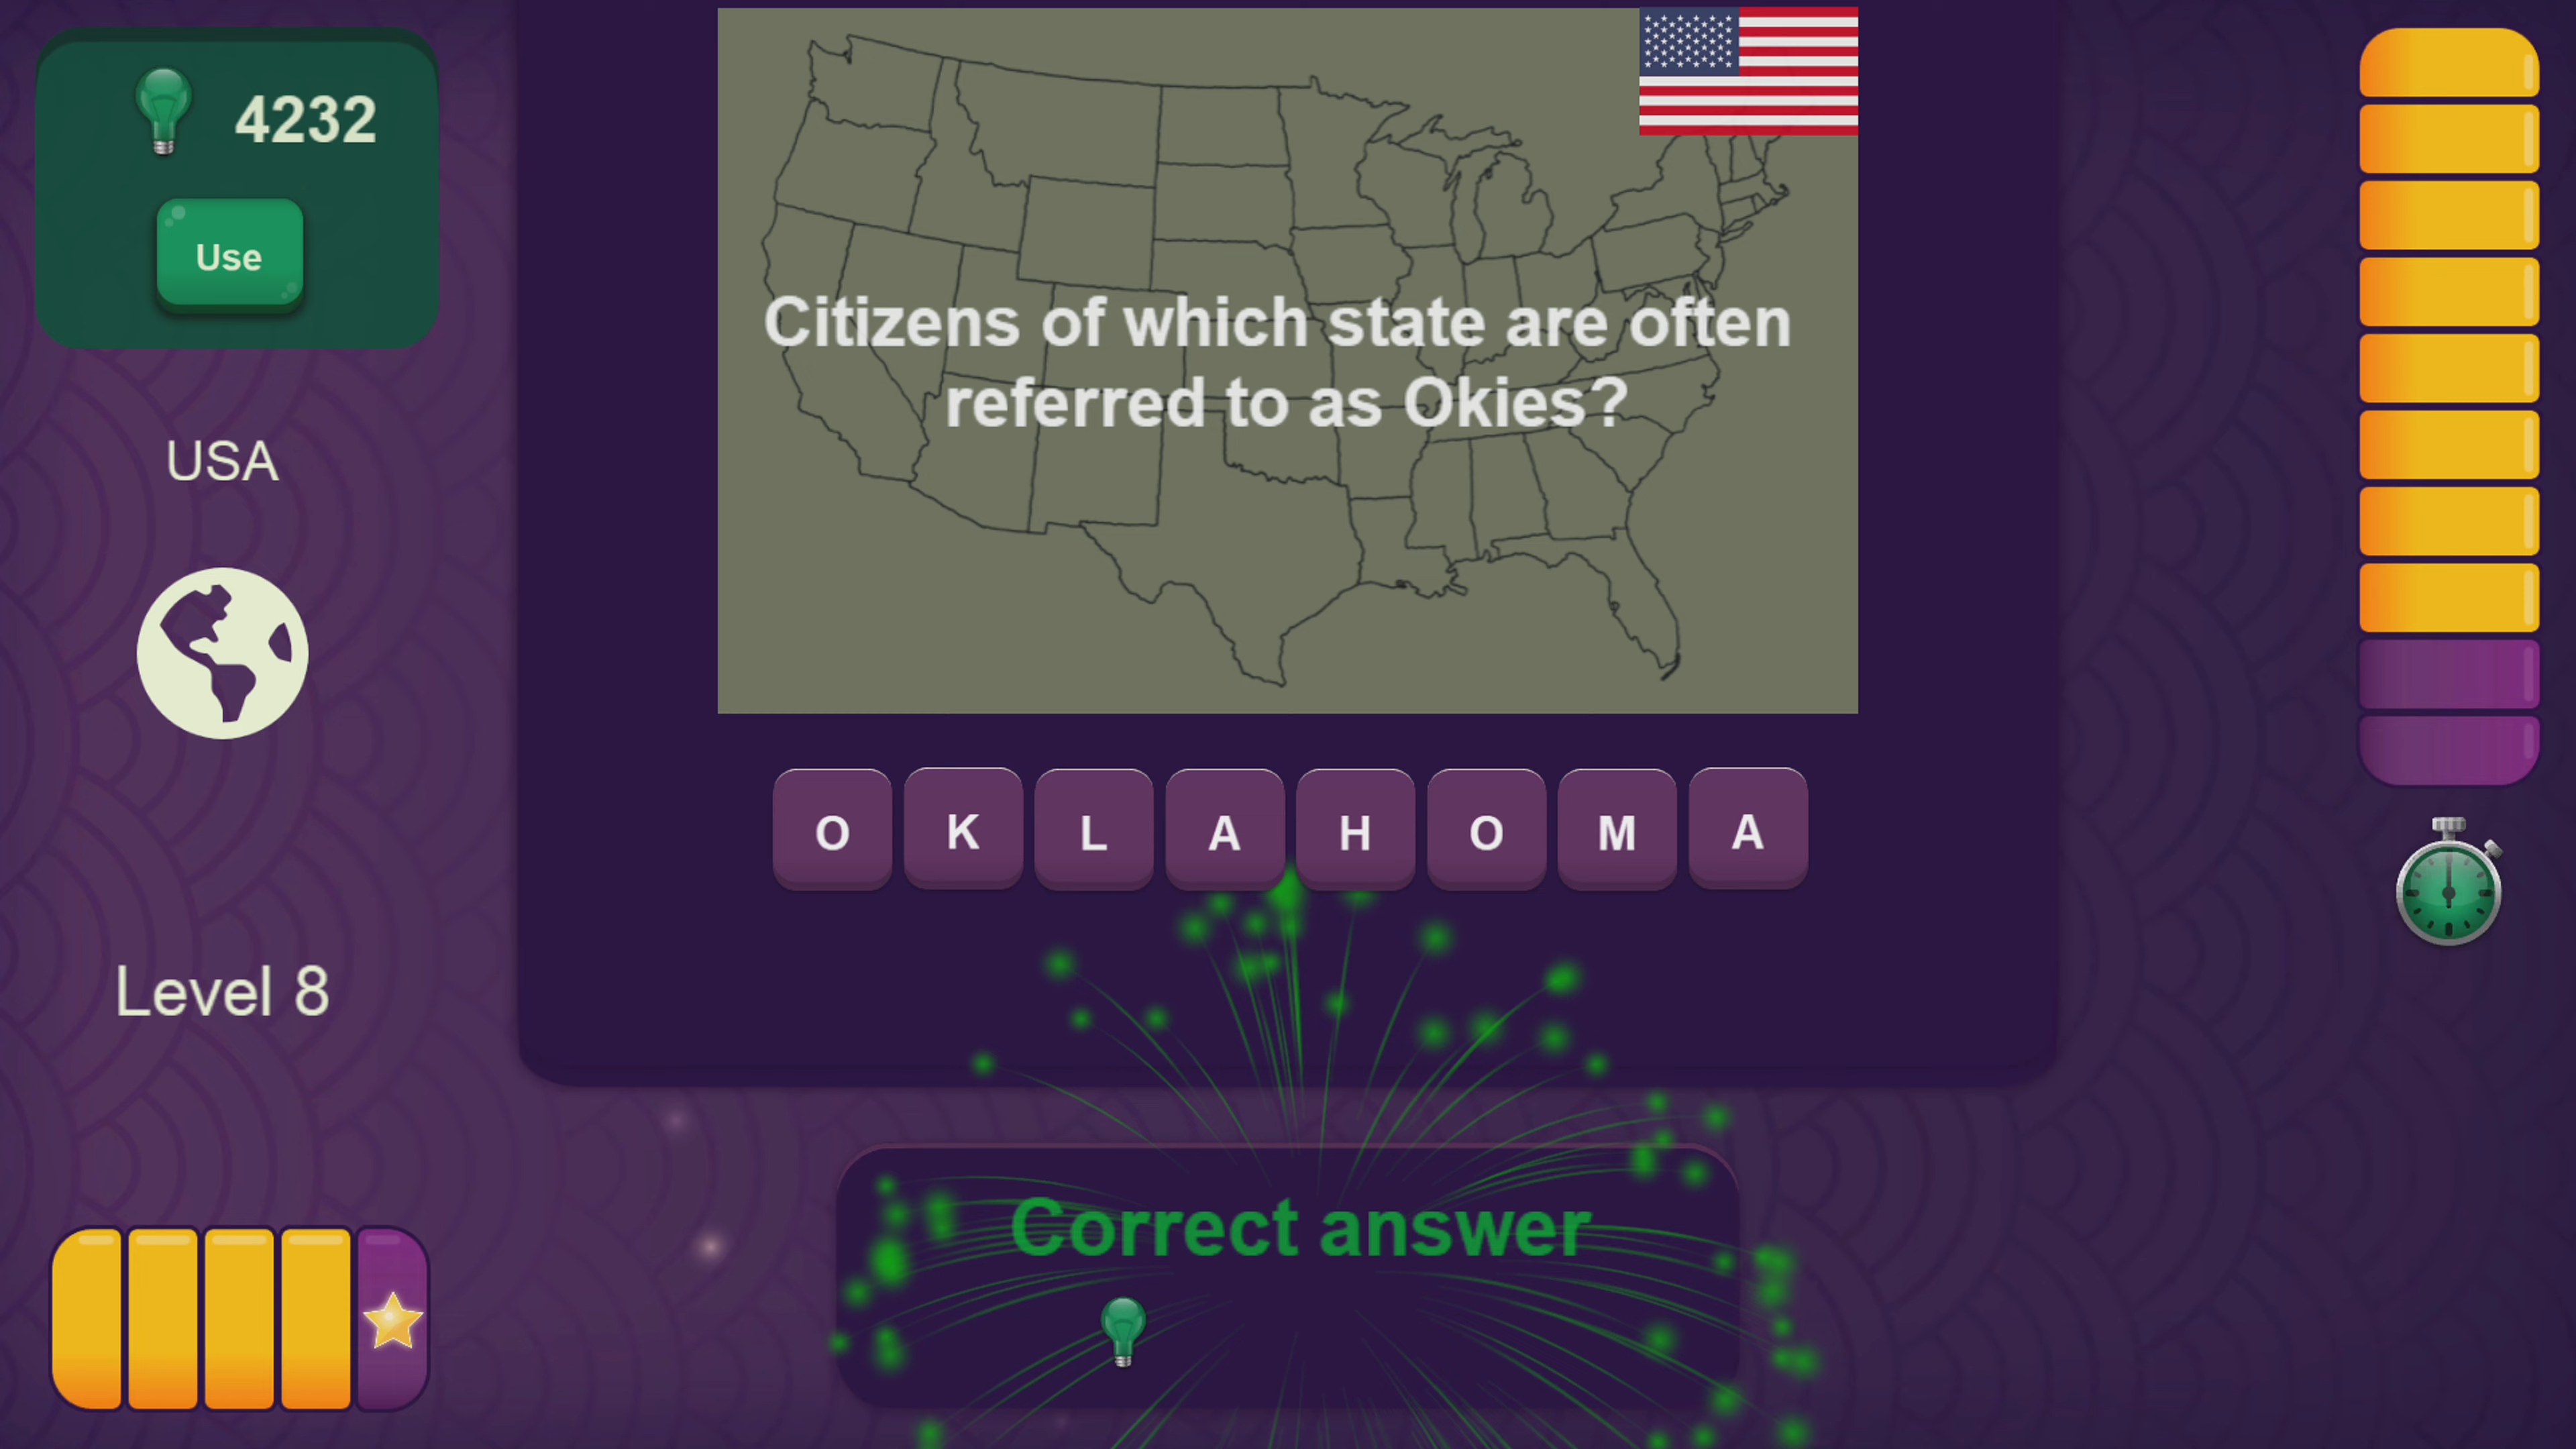 4232
Use
USA
Level 8
Citizens of which state are often
referred to as Okies?
O K L A H O M A
Correct answer